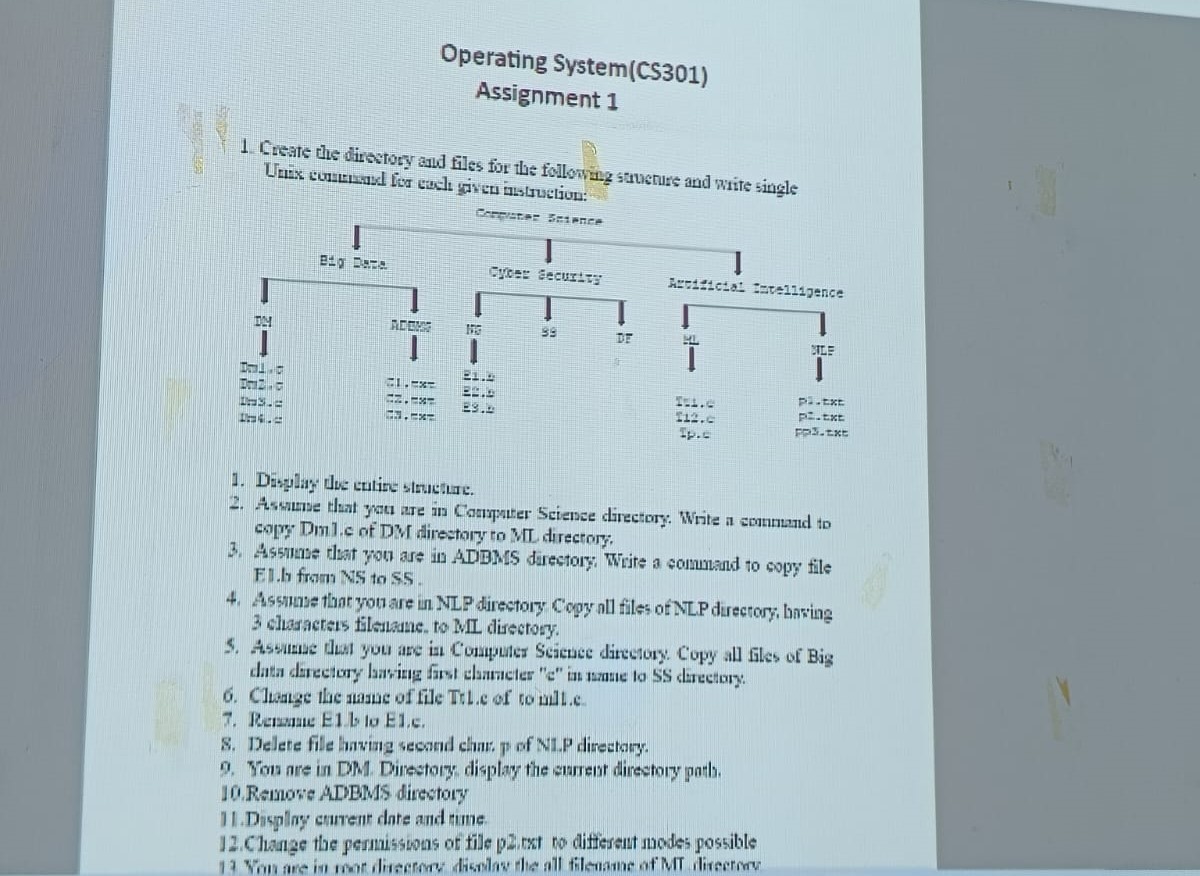 Operating System(CS301)
Assignment 1
1. Create the directory and files for the following structure and write single
Unix command for each given instruction:
Computer Science
Big Data
Cyber Security
Artificial Intelligence
DM
ADBMS
NS
SS
DF
ML
NLP
Dm1.c
Dm2.c
Dm3.c
Dm4.c
C1.txt
C2.txt
C3.txt
E1.b
E2.b
E3.b
Tt1.c
T12.c
Tp.c
p1.txt
p2.txt
pp3.txt
1. Display the entire structure.
2. Assume that you are in Computer Science directory. Write a command to
copy Dm1.c of DM directory to ML directory.
3. Assume that you are in ADBMS directory. Write a command to copy file
E1.b from NS to SS.
4. Assume that you are in NLP directory. Copy all files of NLP directory, having
3 characters filename, to ML directory.
5. Assume that you are in Computer Science directory. Copy all files of Big
data directory having first character "c" in name to SS directory.
6. Change the name of file Tt1.c of to ml1.c.
7. Rename E1.b to E1.c.
8. Delete file having second char. p of NLP directory.
9. You are in DM. Directory, display the current directory path.
10.Remove ADBMS directory
11.Display current date and time.
12.Change the permissions of file p2.txt to different modes possible
13.You are in root directory display the all filename of ML directory